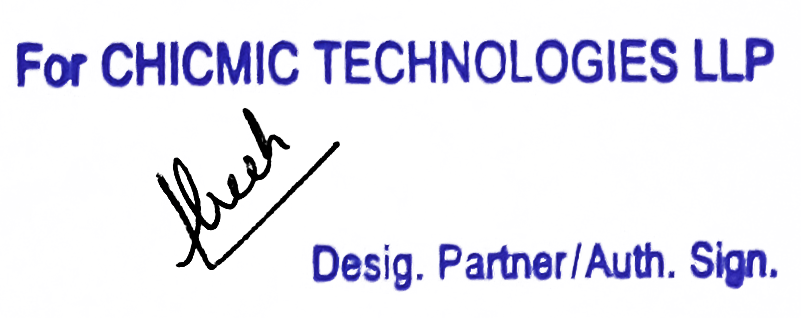 For CHICMIC TECHNOLOGIES LLP
Desig. Partner/Auth. Sign.